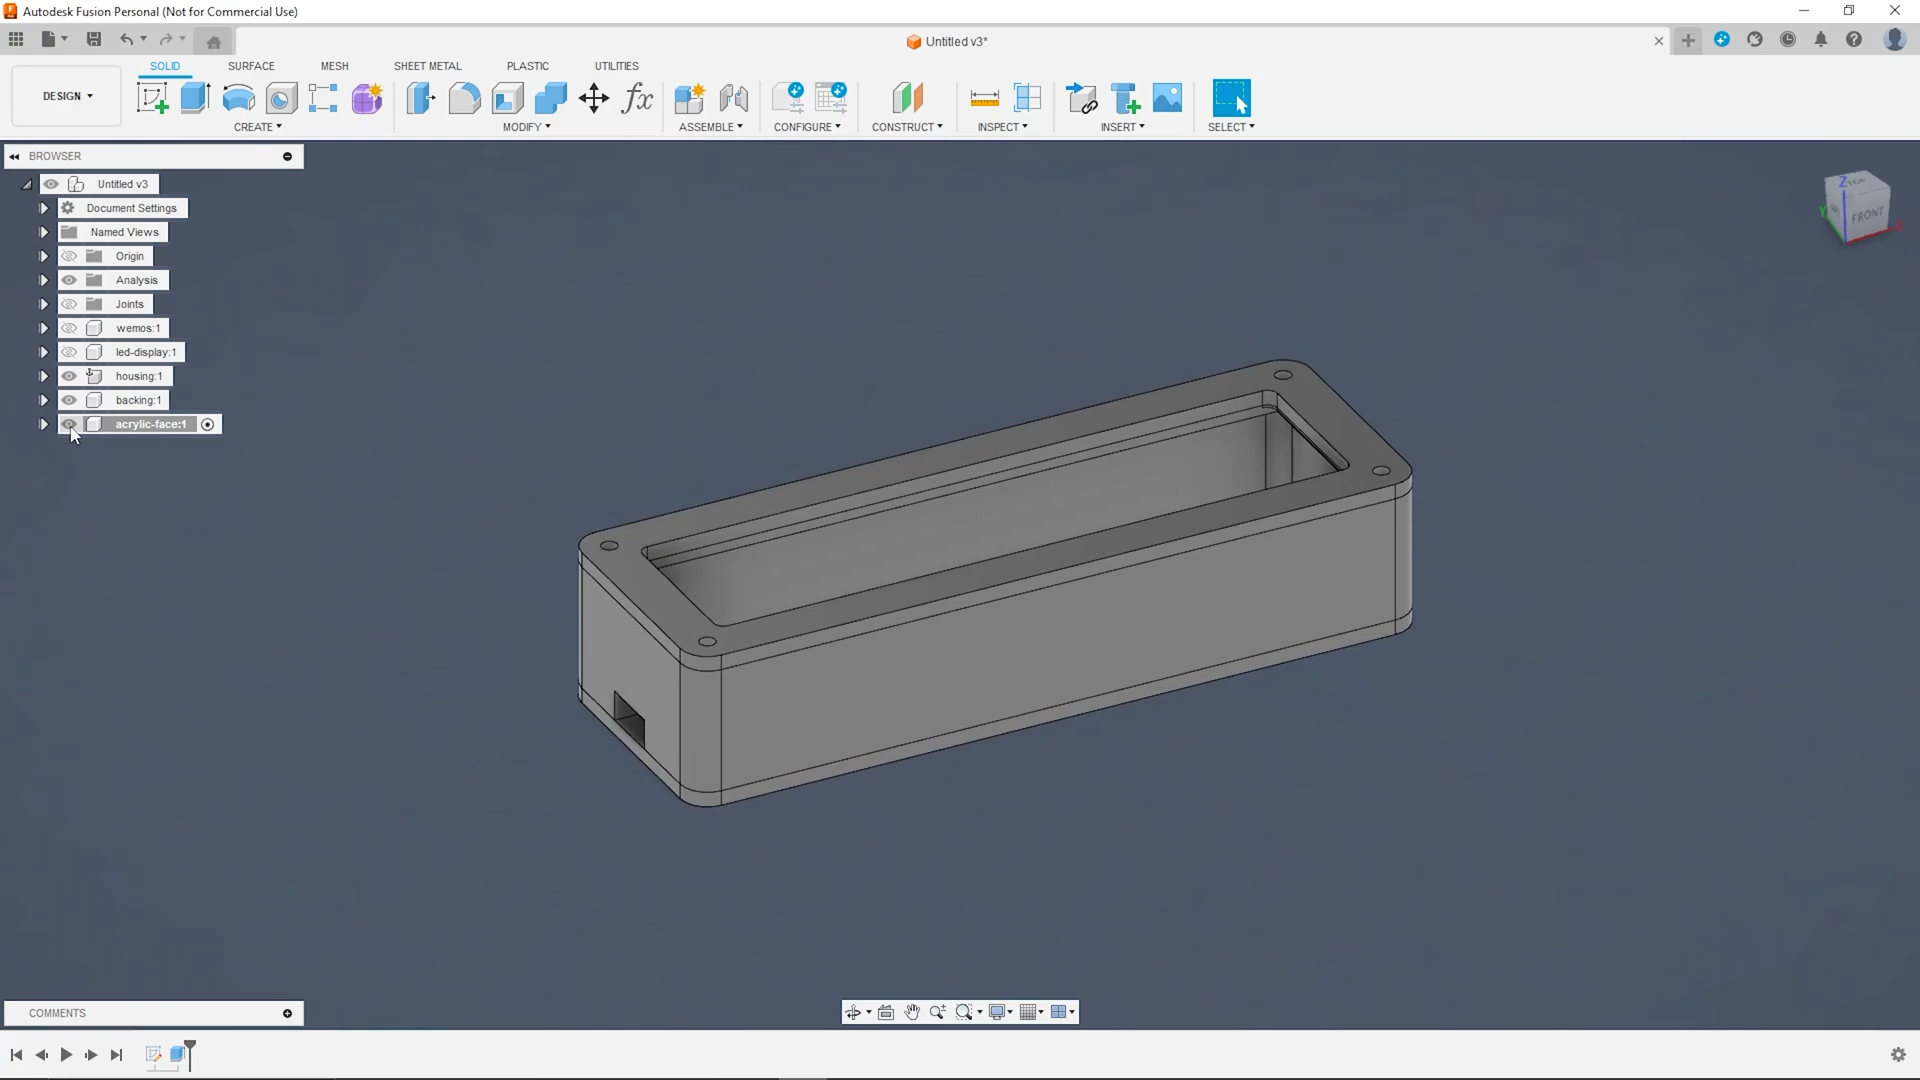 Autodesk Fusion Personal (Not for Commercial Use)
Untitled v3*
DESIGN
SOLID
SURFACE
MESH
SHEET METAL
PLASTIC
UTILITIES
fx
CREATE
MODIFY
ASSEMBLE
CONFIGURE
CONSTRUCT
INSPECT
INSERT
SELECT
BROWSER
Untitled v3
Document Settings
Named Views
Origin
Analysis
Joints
wemos:1
led-display:1
housing:1
backing:1
acrylic-face:1
Z
TOP
FRONT
COMMENTS